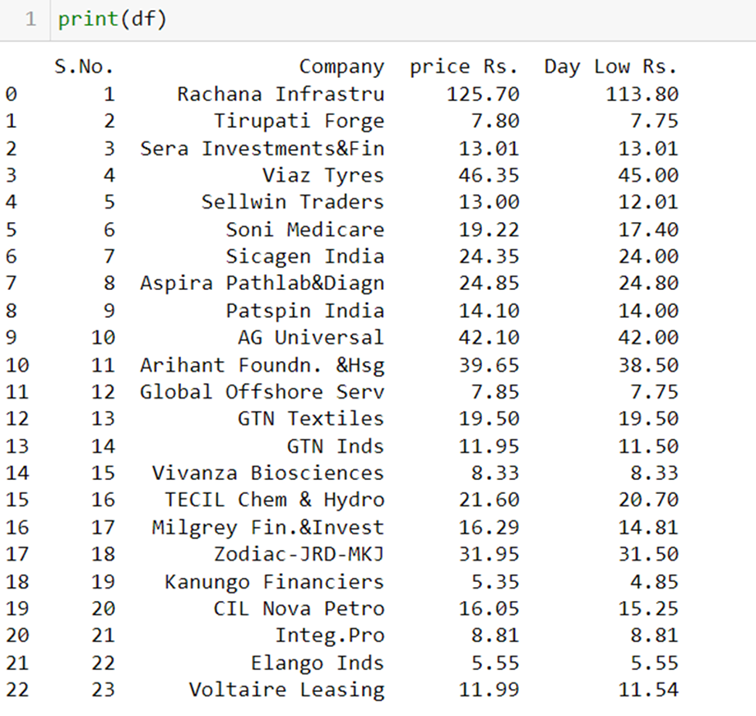 1 print(df)
S.No. Company price Rs. Day Low Rs.
0 1 Rachana Infrastru 125.70 113.80
1 2 Tirupati Forge 7.80 7.75
2 3 Sera Investments&Fin 13.01 13.01
3 4 Viaz Tyres 46.35 45.00
4 5 Sellwin Traders 13.00 12.01
5 6 Soni Medicare 19.22 17.40
6 7 Sicagen India 24.35 24.00
7 8 Aspira Pathlab&Diagn 24.85 24.80
8 9 Patspin India 14.10 14.00
9 10 AG Universal 42.10 42.00
10 11 Arihant Foundn. &Hsg 39.65 38.50
11 12 Global Offshore Serv 7.85 7.75
12 13 GTN Textiles 19.50 19.50
13 14 GTN Inds 11.95 11.50
14 15 Vivanza Biosciences 8.33 8.33
15 16 TECIL Chem & Hydro 21.60 20.70
16 17 Milgrey Fin.&Invest 16.29 14.81
17 18 Zodiac-JRD-MKJ 31.95 31.50
18 19 Kanungo Financiers 5.35 4.85
19 20 CIL Nova Petro 16.05 15.25
20 21 Integ.Pro 8.81 8.81
21 22 Elango Inds 5.55 5.55
22 23 Voltaire Leasing 11.99 11.54